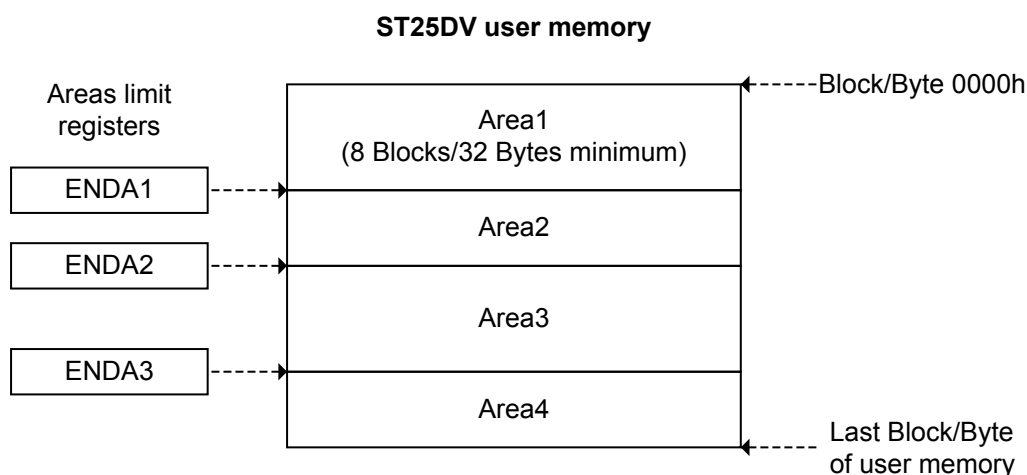 ST25DV user memory
Block/Byte 0000h
Areas limit
registers
Area1
(8 Blocks/32 Bytes minimum)
ENDA1
Area2
ENDA2
Area3
ENDA3
Area4
Last Block/Byte
of user memory